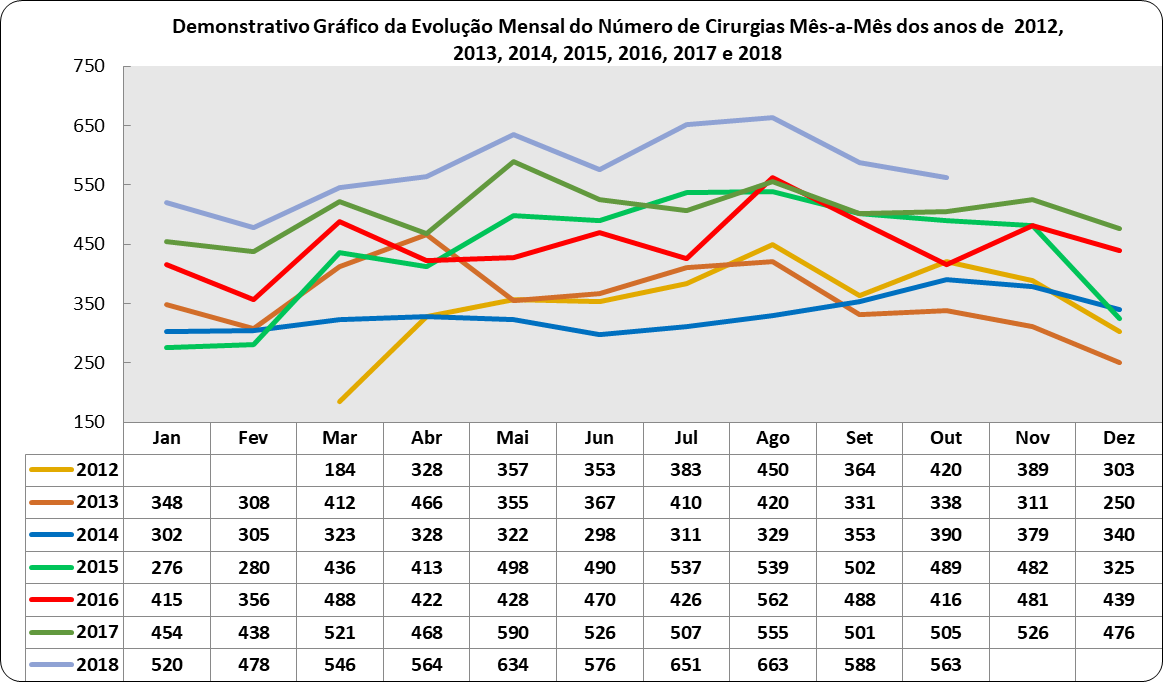 Demonstrativo Gráfico da Evolução Mensal do Número de Cirurgias Mês-a-Mês dos anos de 2012,
2013, 2014, 2015, 2016, 2017 e 2018
750
650
550
450
350
250
150
Jan Fev Mar Abr Mai Jun Jul Ago Set Out Nov Dez
2012 184 328 357 353 383 450 364 420 389 303
2013 348 308 412 466 355 367 410 420 331 338 311 250
2014 302 305 323 328 322 298 311 329 353 390 379 340
2015 276 280 436 413 498 490 537 539 502 489 482 325
2016 415 356 488 422 428 470 426 562 488 416 481 439
2017 454 438 521 468 590 526 507 555 501 505 526 476
2018 520 478 546 564 634 576 651 663 588 563